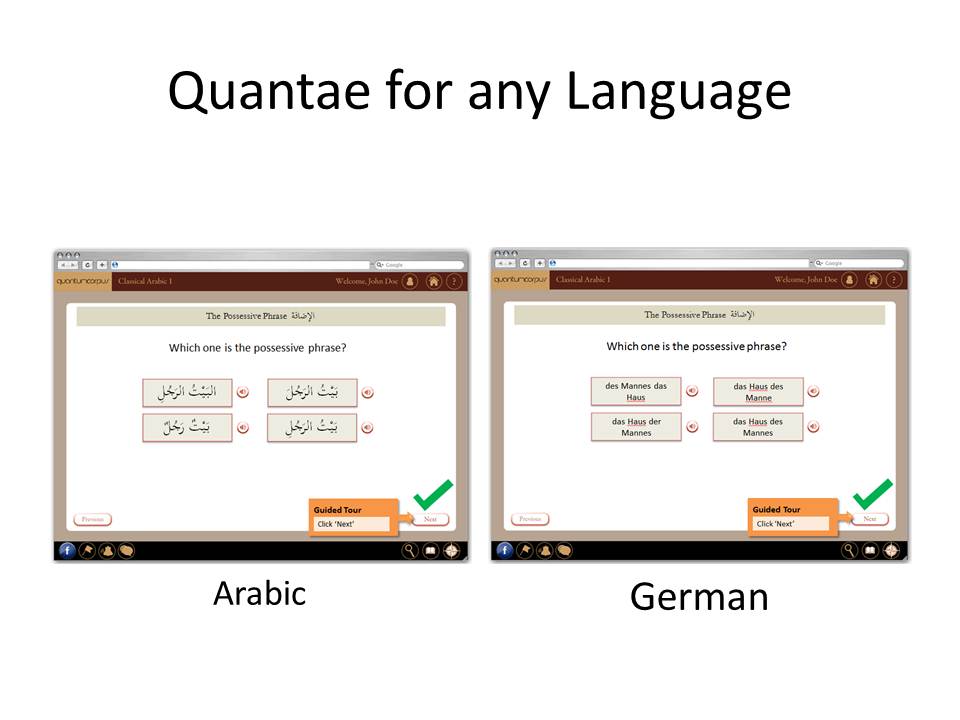 Quantae for any Language
Google
quantumcorpus
Classical Arabic 1
Welcome, John Doe
?
The Possessive Phrase الإضافة
Which one is the possessive phrase?
البَيْتُ الرَجُلِ
بَيْتُ الرَجُلَ
بَيْتٌ رَجُلٌ
بَيْتُ الرَجُلِ
Guided Tour
Click 'Next'
Previous
Next
f
Arabic
Google
quantumcorpus
Classical Arabic 1
Welcome, John Doe
?
The Possessive Phrase الإضافة
Which one is the possessive phrase?
des Mannes das
Haus
das Haus des
Manne
das Haus der
Mannes
das Haus des
Mannes
Guided Tour
Click 'Next'
Previous
Next
f
German